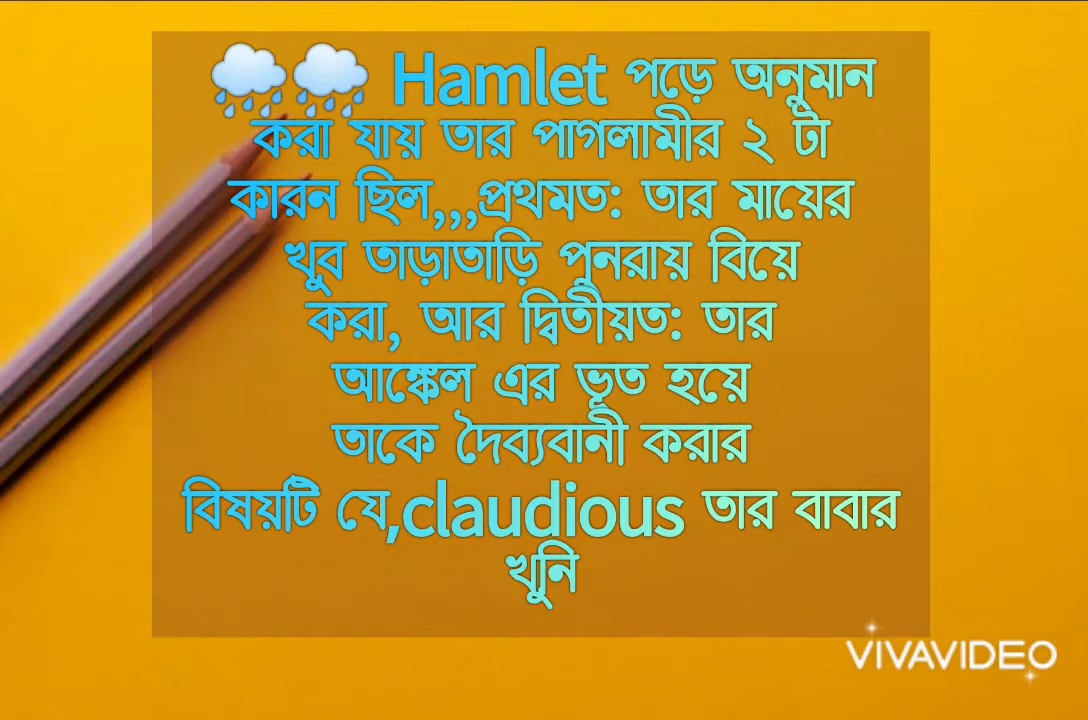 🌧️🌧️ Hamlet পড়ে অনুমান
করা যায় তার পাগলামীর ২ টা
কারন ছিল,,,প্রথমত: তার মায়ের
খুব তাড়াতাড়ি পুনরায় বিয়ে
করা, আর দ্বিতীয়ত: তার
আঙ্কেল এর ভূত হয়ে
তাকে দৈব্যবানী করার
বিষয়টি যে,claudious তার বাবার
খুনি
VIVAVIDEO